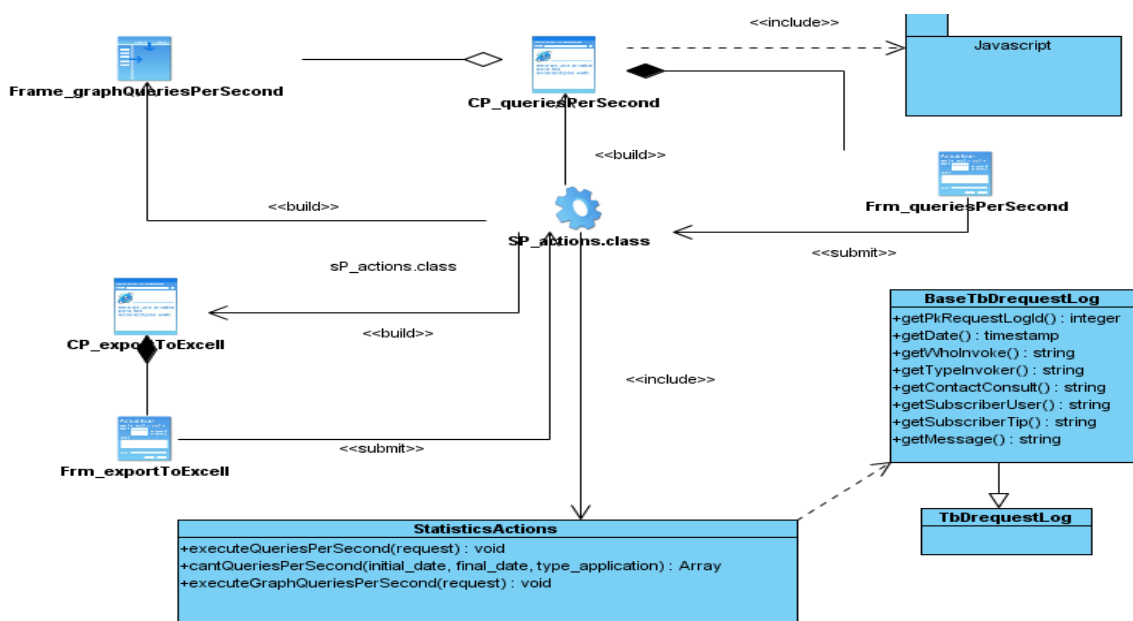 <<include>>
Javascript
Frame_graphQueriesPerSecond
CP_queriesPerSecond
<<build>>
Frm_queriesPerSecond
<<build>>
SP_actions.class
<<submit>>
sP_actions.class
<<build>>
CP_exportToExcell
<<include>>
BaseTbDrequestLog
+getPkRequestLogId() : integer
+getDate() : timestamp
+getWhoInvoke() : string
+getTypeInvoker() : string
+getContactConsult() : string
+getSubscriberUser() : string
+getSubscriberTip() : string
+getMessage() : string
<<submit>>
Frm_exportToExcell
TbDrequestLog
StatisticsActions
+executeQueriesPerSecond(request) : void
+cantQueriesPerSecond(initial_date, final_date, type_application) : Array
+executeGraphQueriesPerSecond(request) : void